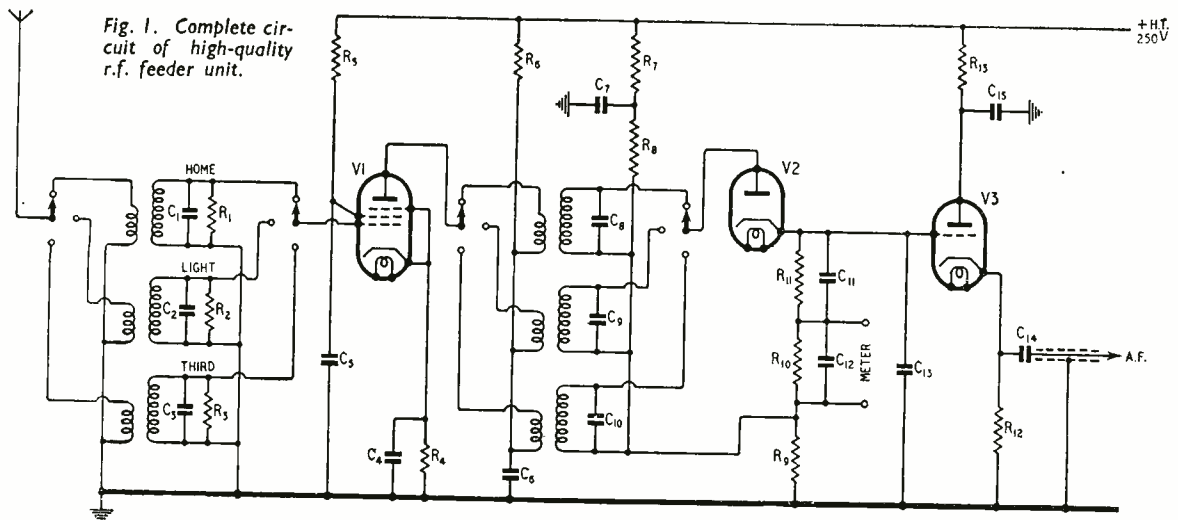 Fig. 1. Complete cir-
cuit of high-quality
r.f. feeder unit.
+H.T.
250V
R5
R6
R7
R13
C7
C15
R8
HOME
V1
V2
V3
C1
R1
C8
LIGHT
R11
C11
C2
R2
C9
C14
A.F.
THIRD
C5
R10
C12
METER
C13
C3
R3
C10
R12
C4
R4
C6
R9